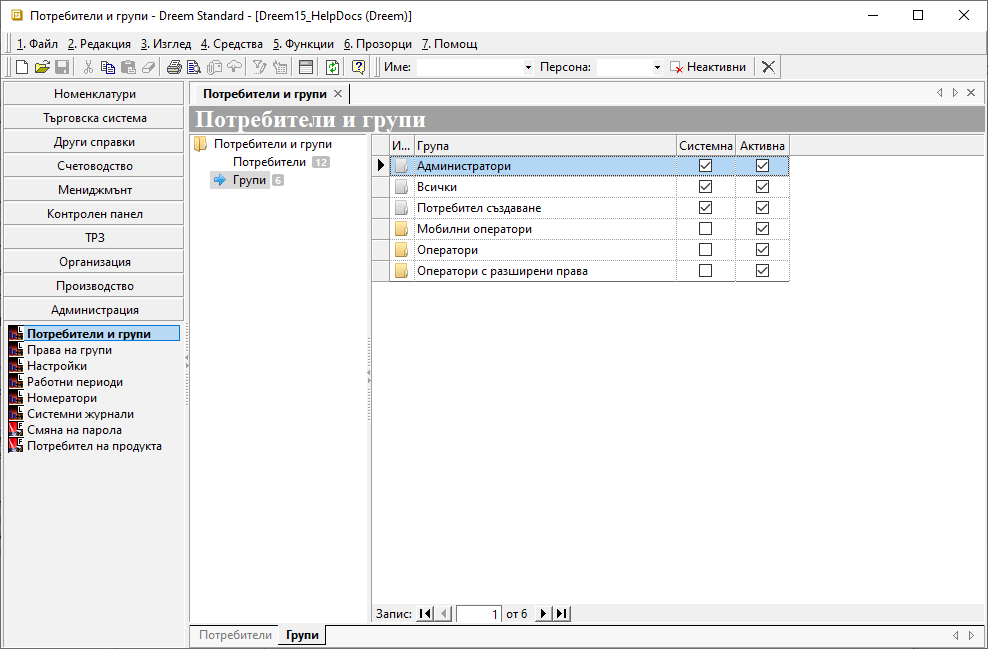 Потребители и групи - Dreem Standard - [Dreem15_HelpDocs (Dreem)]
1. Файл 2. Редакция 3. Изглед 4. Средства 5. Функции 6. Прозорци 7. Помощ
Име: Персона: Неактивни
Номенклатури
Търговска система
Други справки
Счетоводство
Мениджмънт
Контролен панел
ТРЗ
Организация
Производство
Администрация
Потребители и групи
Права на групи
Настройки
Работни периоди
Номератори
Системни журнали
Смяна на парола
Потребител на продукта
Потребители и групи
Потребители и групи
Потребители и групи
Потребители 12
Групи 6
И... Група Системна Активна
Администратори
Всички
Потребител създаване
Мобилни оператори
Оператори
Оператори с разширени права
Запис: 1 от 6
Потребители Групи